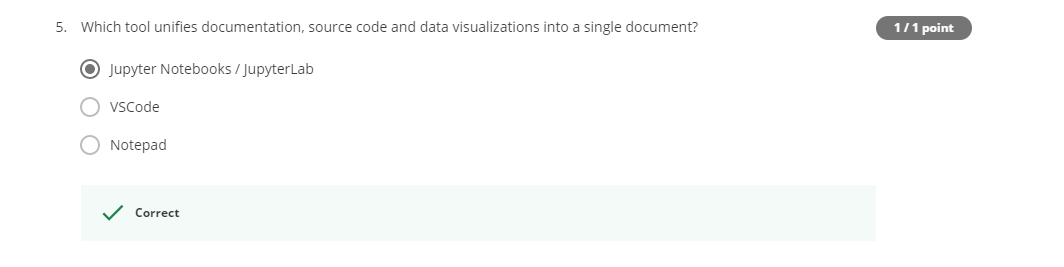 5. Which tool unifies documentation, source code and data visualizations into a single document?
1 / 1 point
Jupyter Notebooks / JupyterLab
VSCode
Notepad
Correct